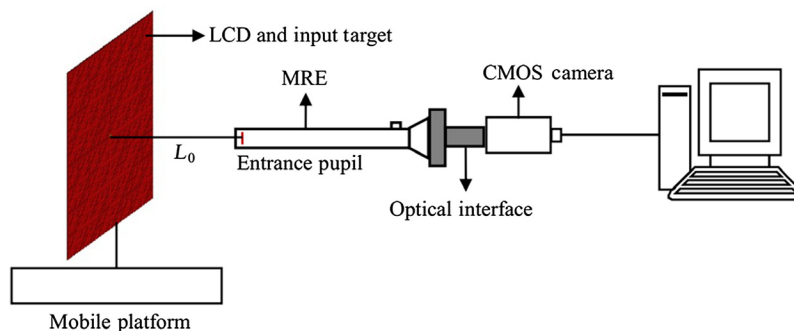 LCD and input target
MRE
CMOS camera
L₀
Entrance pupil
Optical interface
Mobile platform